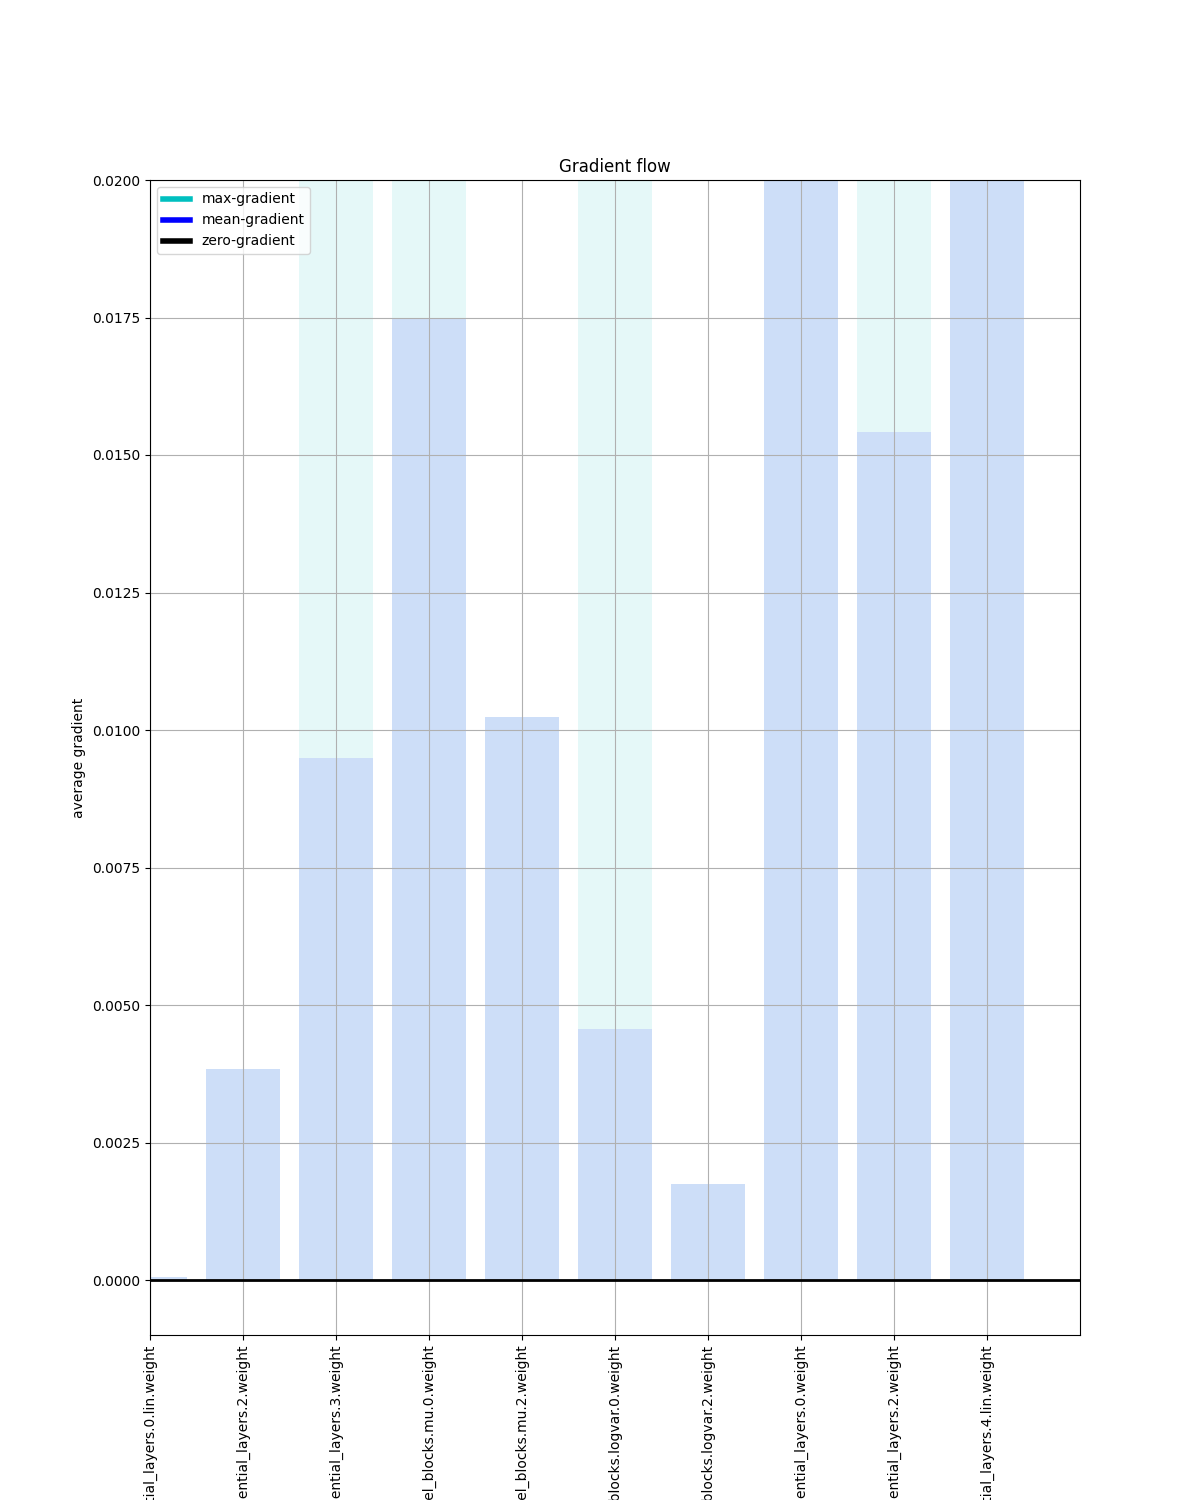 Gradient flow
max-gradient
mean-gradient
zero-gradient
0.0200
0.0175
0.0150
0.0125
0.0100
0.0075
0.0050
0.0025
0.0000
average gradient
tial_layers.0.lin.weight
ential_layers.2.weight
ential_layers.3.weight
el_blocks.mu.0.weight
el_blocks.mu.2.weight
blocks.logvar.0.weight
blocks.logvar.2.weight
ential_layers.0.weight
ential_layers.2.weight
tial_layers.4.lin.weight